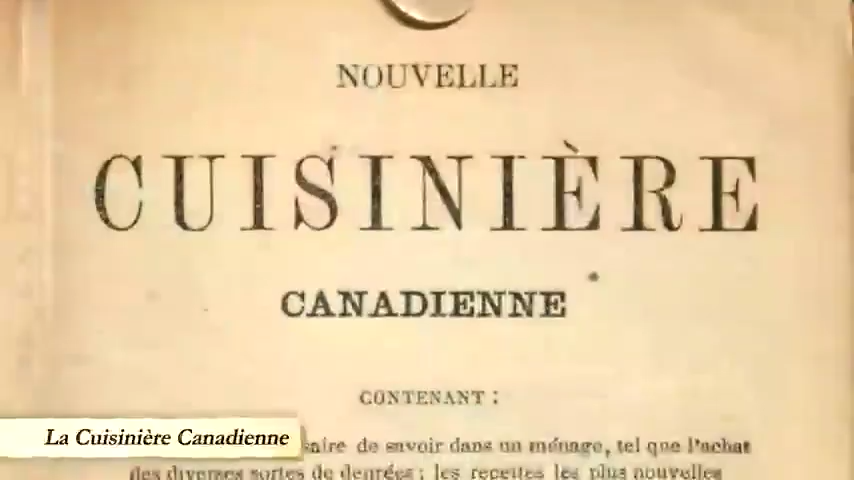 NOUVELLE
CUISINIÈRE
CANADIENNE
CONTENANT :
La Cuisinière Canadienne
de savoir dans un ménage, tel que l'achat
des diverses sortes de denrées ; les recettes les plus nouvelles